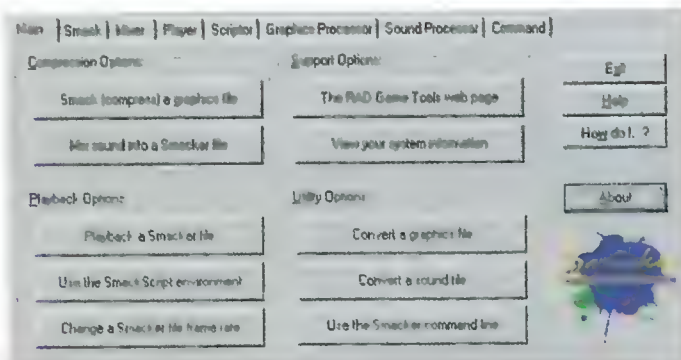 Main Smack Mixer Player Scriptor Graphics Processor Sound Processor Command
Compression Options:
Smack (compress) a graphics file
Mix sound into a Smacker file
Support Options:
The RAD Game Tools web page
View your system information
Exit
Help
How do I..?
About
Playback Options:
Playback a Smacker file
Use the Smack Script environment
Change a Smacker file frame rate
Utility Options:
Convert a graphics file
Convert a sound file
Use the Smacker command line